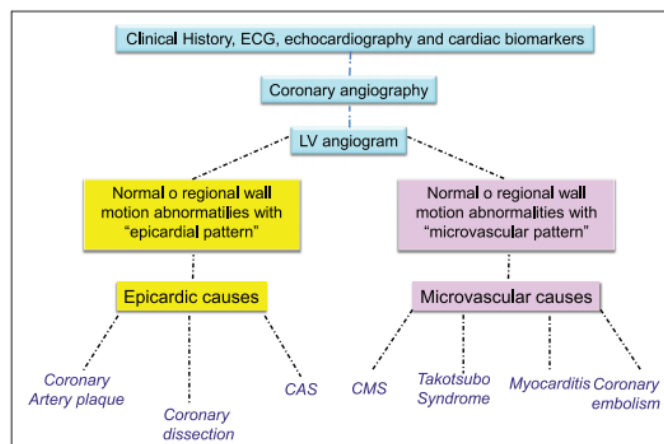 Clinical History, ECG, echocardiography and cardiac biomarkers
Coronary angiography
LV angiogram
Normal o regional wall
motion abnormatilies with
“epicardial pattern”
Normal o regional wall
motion abnormalities with
“microvascular pattern”
Epicardic causes
Microvascular causes
Coronary
Artery plaque
Coronary
dissection
CAS
CMS
Takotsubo
Syndrome
Myocarditis
Coronary
embolism